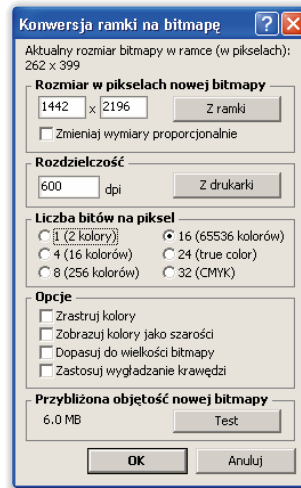 Konwersja ramki na bitmapę
Aktualny rozmiar bitmapy w ramce (w pikselach):
262 x 399
Rozmiar w pikselach nowej bitmapy
1442 x 2196 Z ramki
Zmieniaj wymiary proporcjonalnie
Rozdzielczość
600 dpi Z drukarki
Liczba bitów na piksel
1 (2 kolory) 16 (65536 kolorów)
4 (16 kolorów) 24 (true color)
8 (256 kolorów) 32 (CMYK)
Opcje
Zrastruj kolory
Zobrazuj kolory jako szarości
Dopasuj do wielkości bitmapy
Zastosuj wygładzanie krawędzi
Przybliżona objętość nowej bitmapy
6.0 MB Test
OK Anuluj